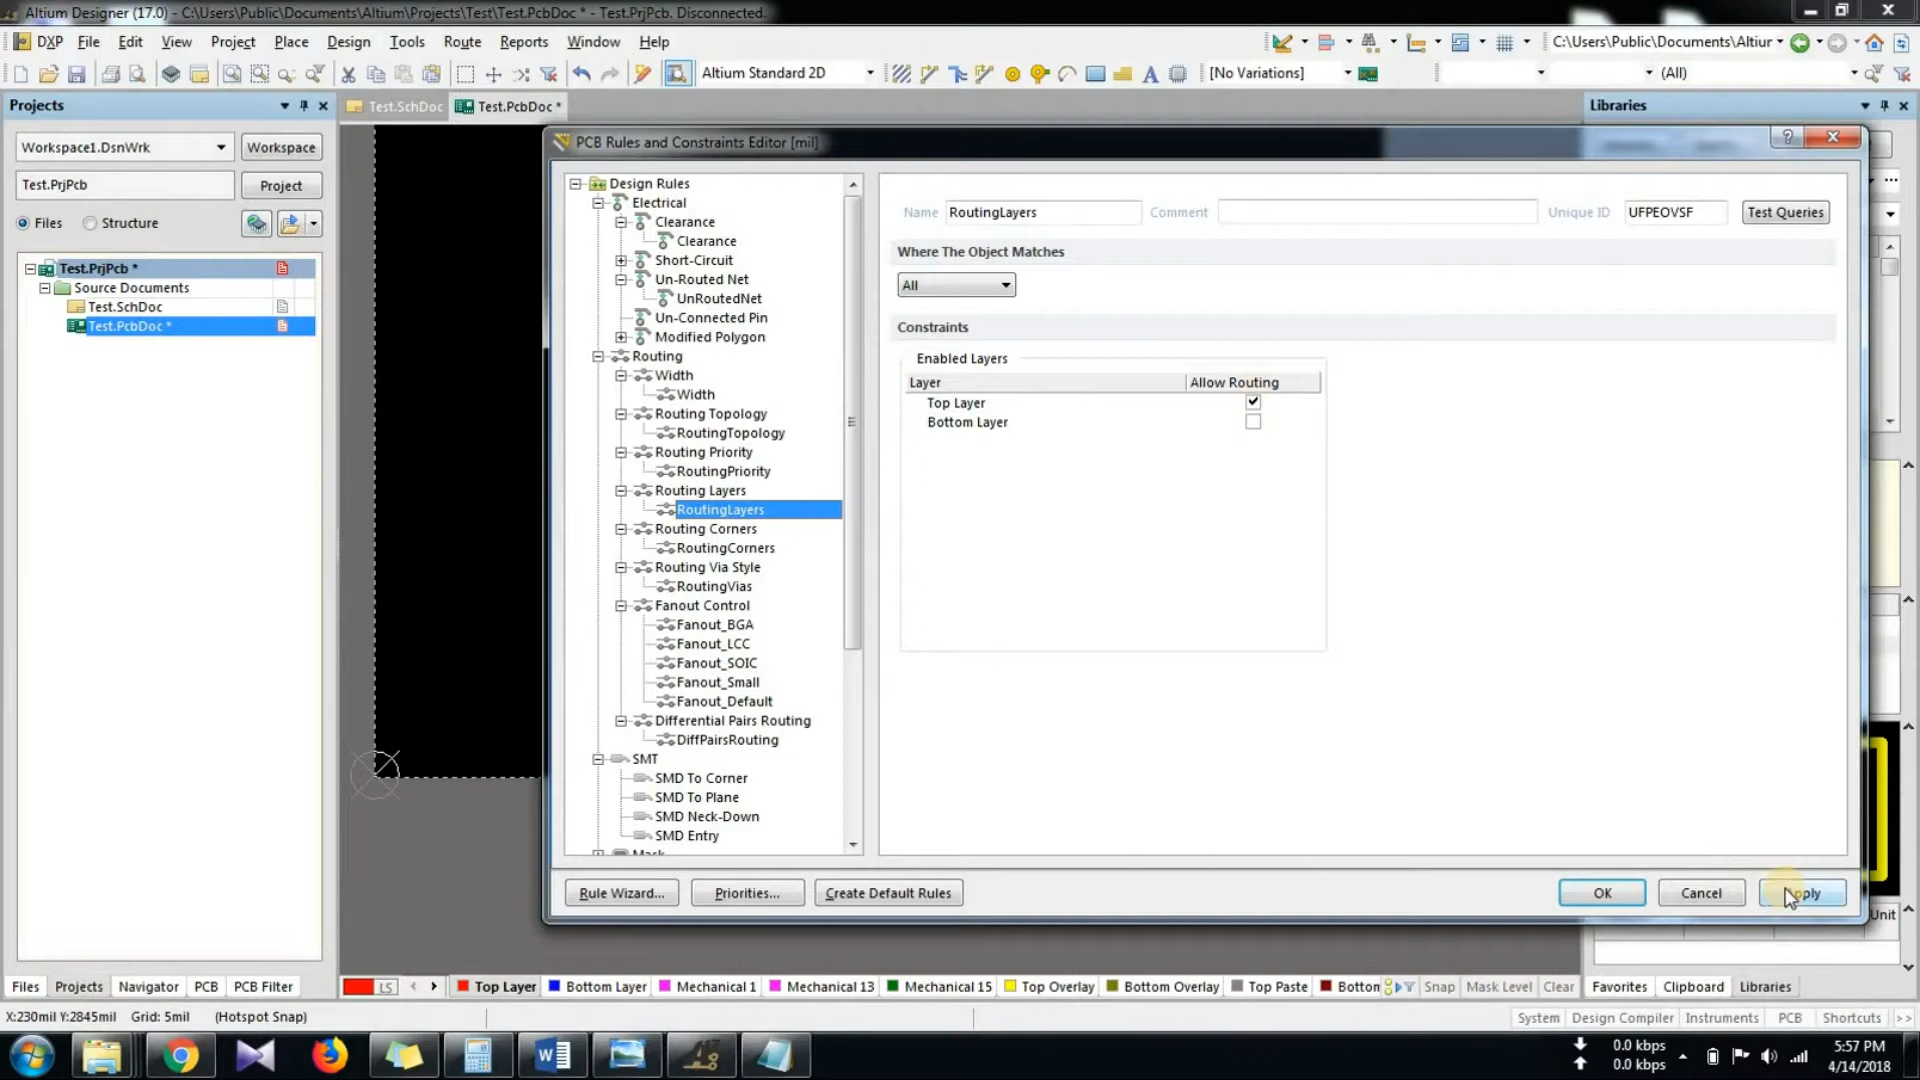 Altium Designer (17.0) - C:\Users\Public\Documents\Altium\Projects\Test\Test.PcbDoc * - Test.PrjPcb. Disconnected.
DXP File Edit View Project Place Design Tools Route Reports Window Help C:\Users\Public\Documents\Altiur
Altium Standard 2D [No Variations] (All)
Projects Test.SchDoc Test.PcbDoc * Libraries
PCB Rules and Constraints Editor [mil]
Workspace1.DsnWrk Workspace
Test.PrjPcb Project
Files Structure
Test.PrjPcb *
Source Documents
Test.SchDoc
Test.PcbDoc *
Design Rules
Electrical
Clearance
Clearance
Short-Circuit
Un-Routed Net
UnRoutedNet
Un-Connected Pin
Modified Polygon
Routing
Width
Width
Routing Topology
RoutingTopology
Routing Priority
RoutingPriority
Routing Layers
RoutingLayers
Routing Corners
RoutingCorners
Routing Via Style
RoutingVias
Fanout Control
Fanout_BGA
Fanout_LCC
Fanout_SOIC
Fanout_Small
Fanout_Default
Differential Pairs Routing
DiffPairsRouting
SMT
SMD To Corner
SMD To Plane
SMD Neck-Down
SMD Entry
Mask
Name RoutingLayers Comment Unique ID UFPEOVSF Test Queries
Where The Object Matches
All
Constraints
Enabled Layers
Layer Allow Routing
Top Layer
Bottom Layer
Rule Wizard... Priorities... Create Default Rules OK Cancel Apply
Unit
Files Projects Navigator PCB PCB Filter LS Top Layer Bottom Layer Mechanical 1 Mechanical 13 Mechanical 15 Top Overlay Bottom Overlay Top Paste Bottom Snap Mask Level Clear Favorites Clipboard Libraries
X:230mil Y:2845mil Grid: 5mil (Hotspot Snap) System Design Compiler Instruments PCB Shortcuts >>
0.0 kbps
0.0 kbps
5:57 PM
4/14/2018